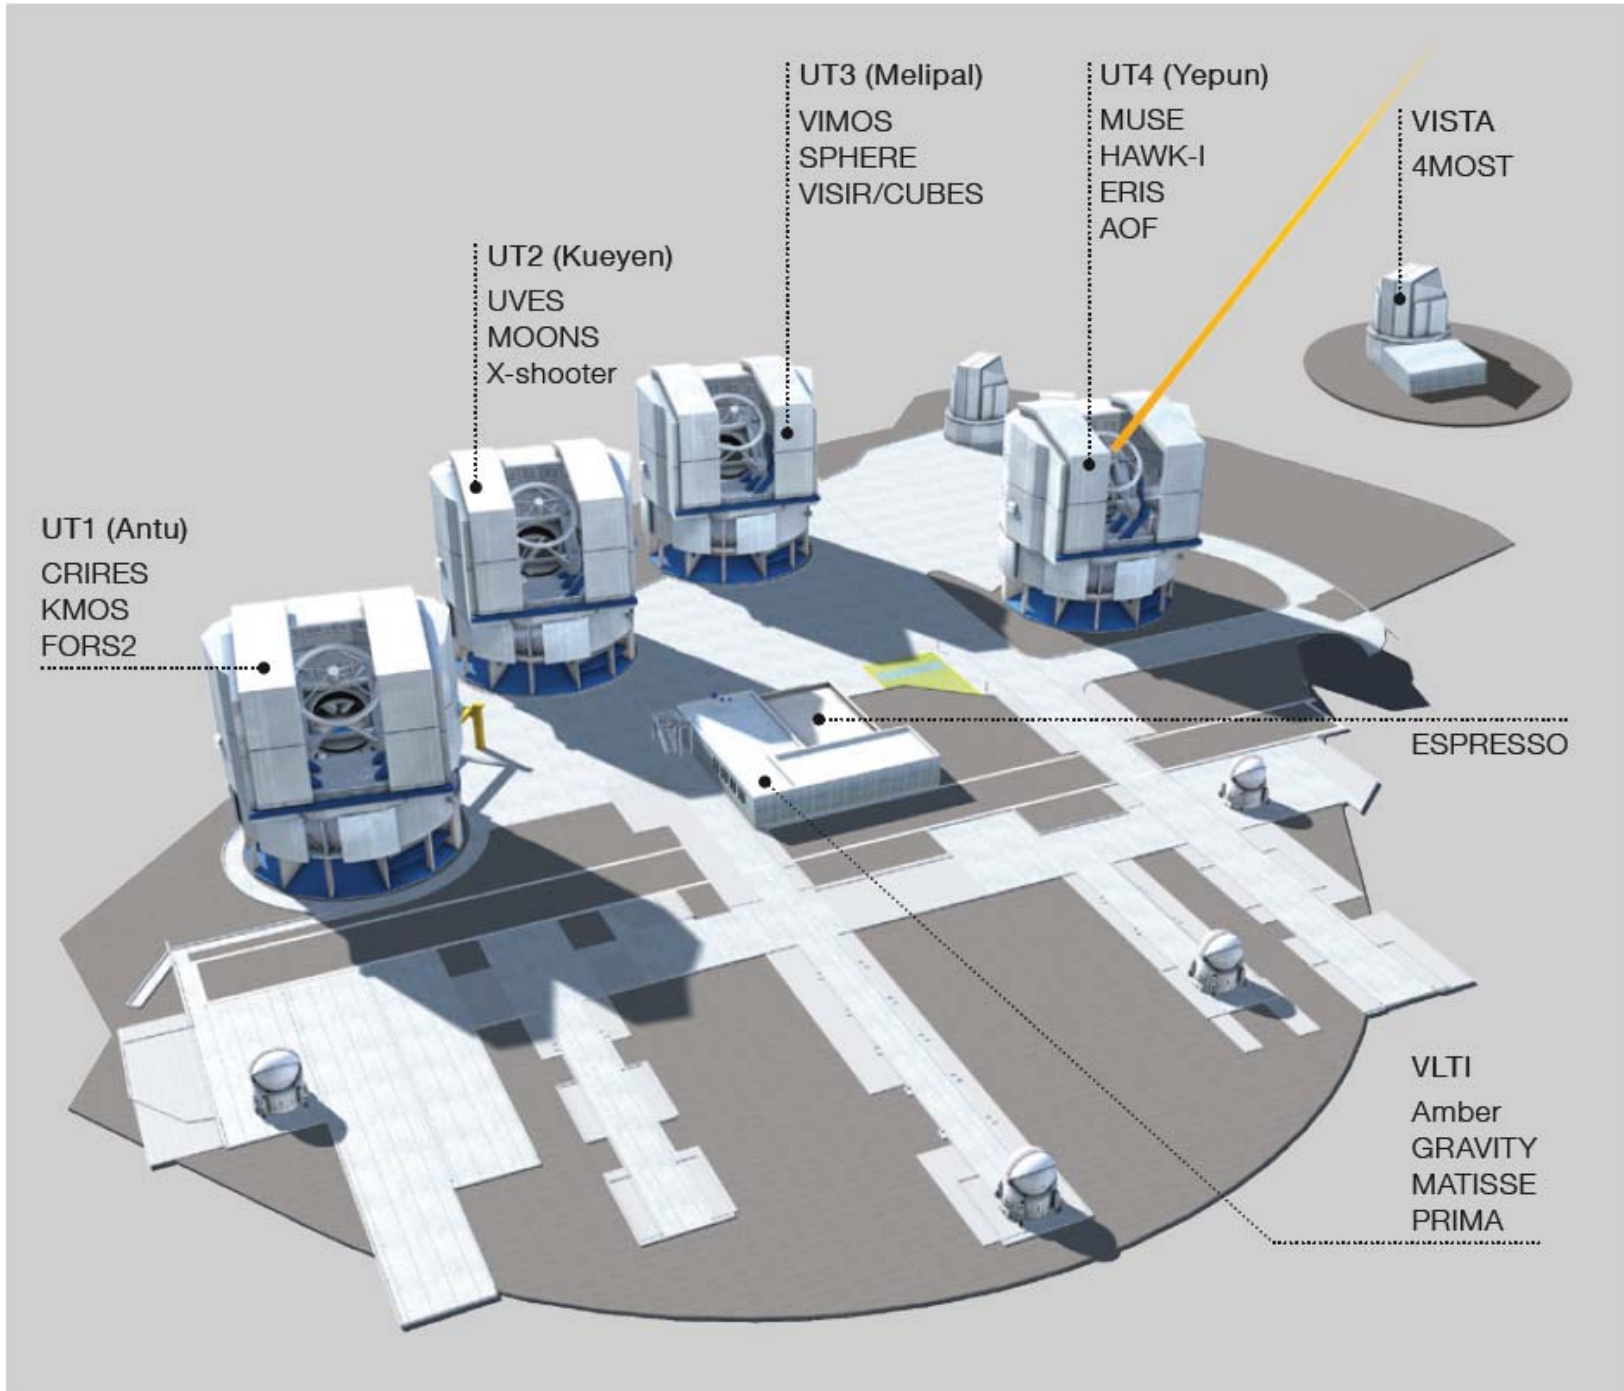 UT3 (Melipal)
VIMOS
SPHERE
VISIR/CUBES
UT4 (Yepun)
MUSE
HAWK-I
ERIS
AOF
VISTA
4MOST
UT2 (Kueyen)
UVES
MOONS
X-shooter
UT1 (Antu)
CRIRES
KMOS
FORS2
ESPRESSO
VLTI
Amber
GRAVITY
MATISSE
PRIMA